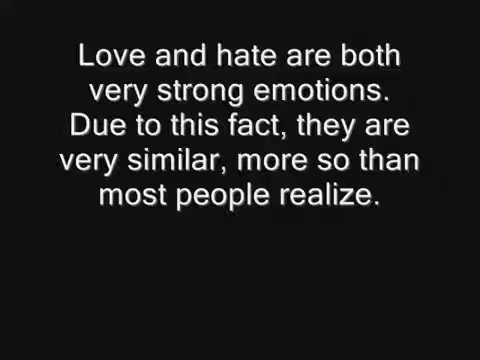 Love and hate are both
very strong emotions.
Due to this fact, they are
very similar, more so than
most people realize.